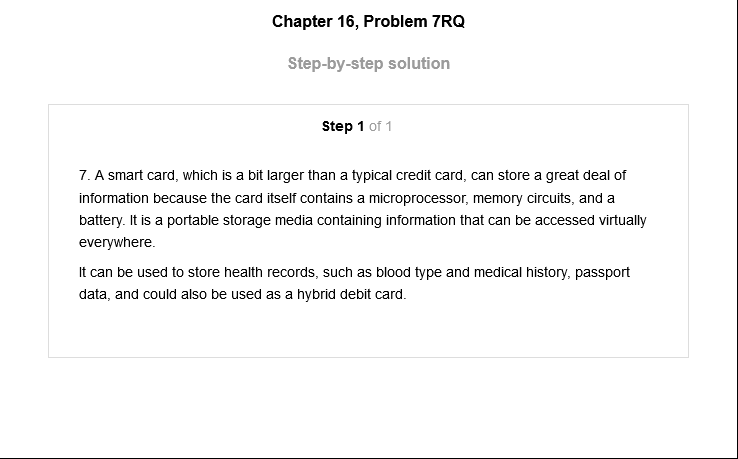 Chapter 16, Problem 7RQ
Step-by-step solution
Step 1 of 1
7. A smart card, which is a bit larger than a typical credit card, can store a great deal of
information because the card itself contains a microprocessor, memory circuits, and a
battery. It is a portable storage media containing information that can be accessed virtually
everywhere.
It can be used to store health records, such as blood type and medical history, passport
data, and could also be used as a hybrid debit card.